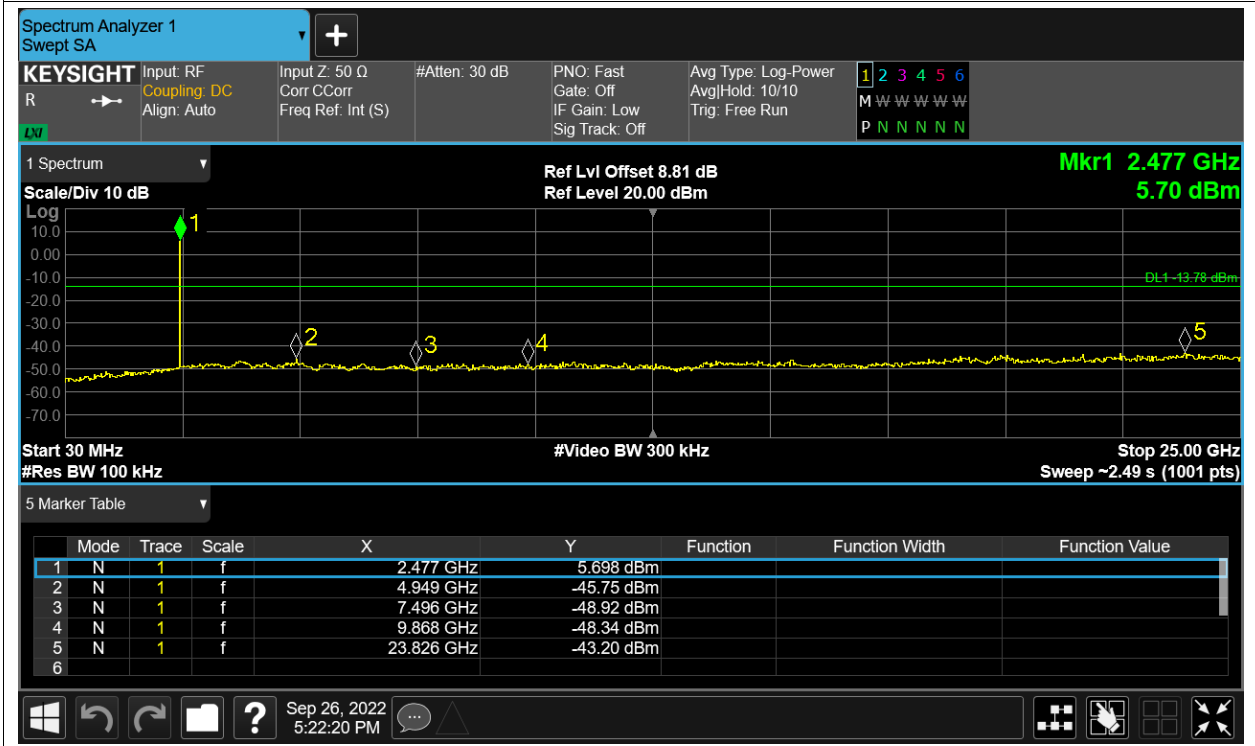 Spectrum Analyzer 1
Swept SA
+
KEYSIGHT Input: RF Input Z: 50 Ω #Atten: 30 dB PNO: Fast Avg Type: Log-Power 1 2 3 4 5 6
R Coupling: DC Corr CCorr Gate: Off Avg|Hold: 10/10 M W W W W W W
Align: Auto Freq Ref: Int (S) IF Gain: Low Trig: Free Run
LXI Sig Track: Off P N N N N N N
1 Spectrum Ref Lvl Offset 8.81 dB Mkr1 2.477 GHz
Scale/Div 10 dB Ref Level 20.00 dBm 5.70 dBm
Log
1
10.0
0.00
-10.0 DL1 -13.78 dBm
-20.0
-30.0
2 3 4 5
-40.0
-50.0
-60.0
-70.0
Start 30 MHz #Video BW 300 kHz Stop 25.00 GHz
#Res BW 100 kHz Sweep ~2.49 s (1001 pts)
5 Marker Table
Mode Trace Scale X Y Function Function Width Function Value
1 N 1 f 2.477 GHz 5.698 dBm
2 N 1 f 4.949 GHz -45.75 dBm
3 N 1 f 7.496 GHz -48.92 dBm
4 N 1 f 9.868 GHz -48.34 dBm
5 N 1 f 23.826 GHz -43.20 dBm
6
? Sep 26, 2022
5:22:20 PM